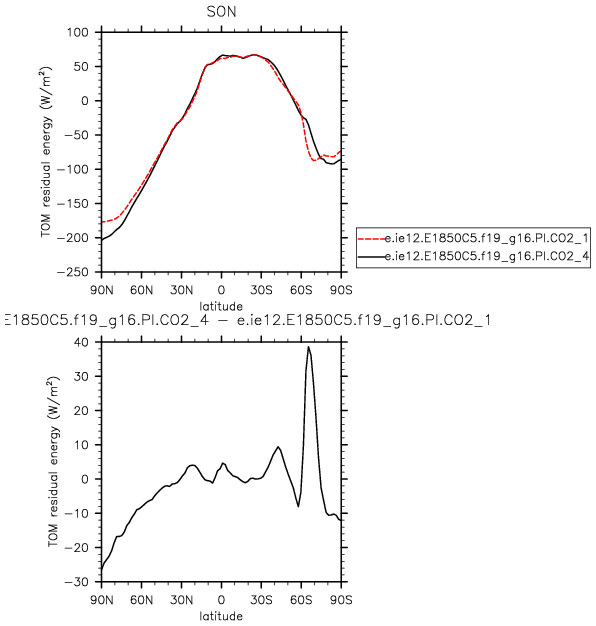 SON
TOM residual energy (W/m²)
100
50
0
−50
−100
−150
−200
−250
90N 60N 30N 0 30S 60S 90S
latitude
e.ie12.E1850C5.f19_g16.PI.CO2_1
e.ie12.E1850C5.f19_g16.PI.CO2_4
E1850C5.f19_g16.PI.CO2_4 − e.ie12.E1850C5.f19_g16.PI.CO2_1
TOM residual energy (W/m²)
40
30
20
10
0
−10
−20
−30
90N 60N 30N 0 30S 60S 90S
latitude